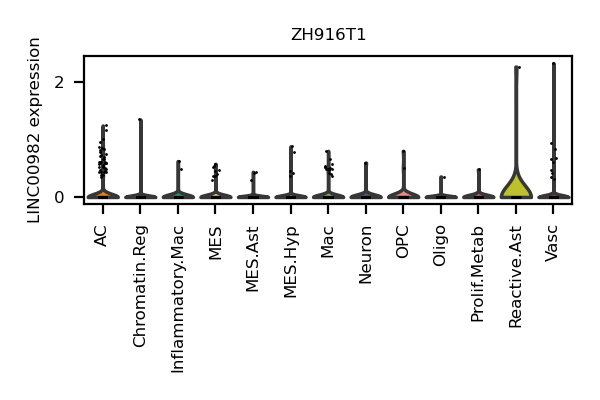 ZH916T1
LINC00982 expression
2
0
AC
Chromatin.Reg
Inflammatory.Mac
MES
MES.Ast
MES.Hyp
Mac
Neuron
OPC
Oligo
Prolif.Metab
Reactive.Ast
Vasc